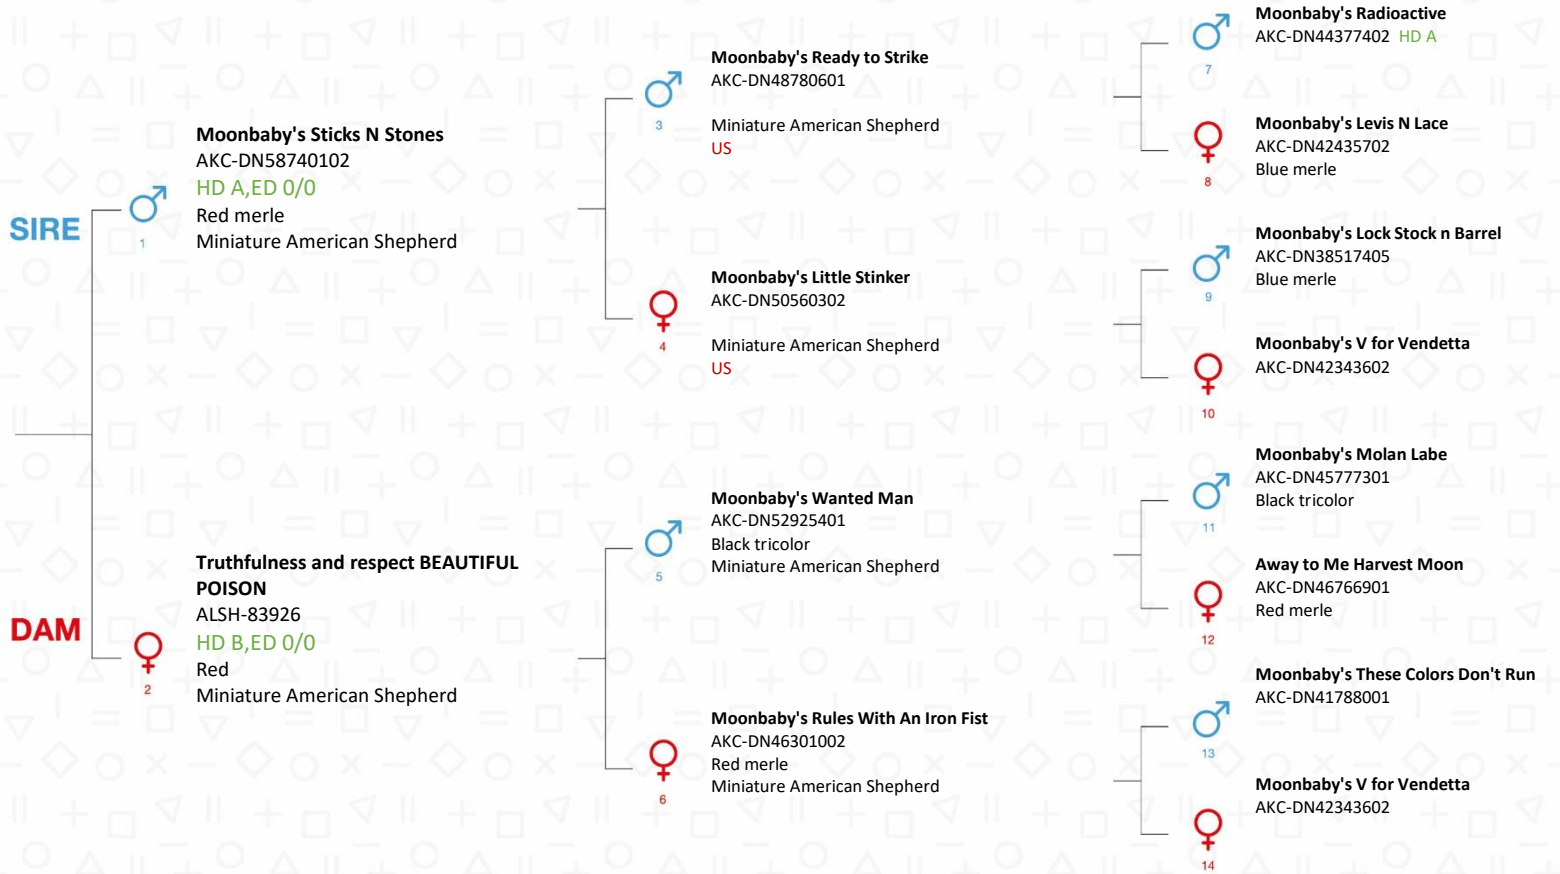 SIRE
1
Moonbaby's Sticks N Stones
AKC-DN58740102
HD A,ED 0/0
Red merle
Miniature American Shepherd
DAM
2
Truthfulness and respect BEAUTIFUL
POISON
ALSH-83926
HD B,ED 0/0
Red
Miniature American Shepherd
3
Moonbaby's Ready to Strike
AKC-DN48780601
Miniature American Shepherd
US
4
Moonbaby's Little Stinker
AKC-DN50560302
Miniature American Shepherd
US
5
Moonbaby's Wanted Man
AKC-DN52925401
Black tricolor
Miniature American Shepherd
6
Moonbaby's Rules With An Iron Fist
AKC-DN46301002
Red merle
Miniature American Shepherd
7
Moonbaby's Radioactive
AKC-DN44377402 HD A
8
Moonbaby's Levis N Lace
AKC-DN42435702
Blue merle
9
Moonbaby's Lock Stock n Barrel
AKC-DN38517405
Blue merle
10
Moonbaby's V for Vendetta
AKC-DN42343602
11
Moonbaby's Molan Labe
AKC-DN45777301
Black tricolor
12
Away to Me Harvest Moon
AKC-DN46766901
Red merle
13
Moonbaby's These Colors Don't Run
AKC-DN41788001
14
Moonbaby's V for Vendetta
AKC-DN42343602